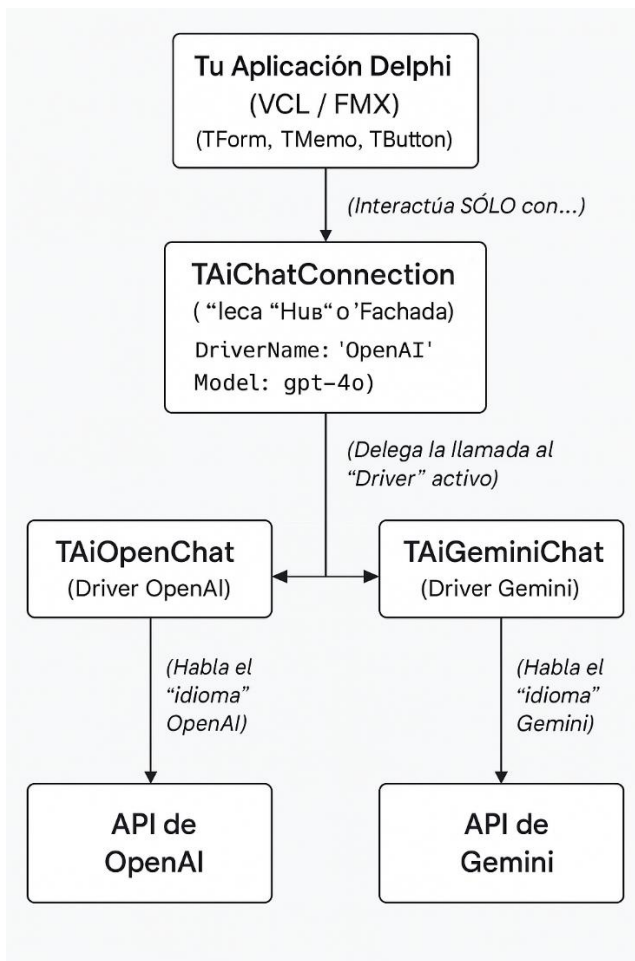 Tu Aplicación Delphi
(VCL / FMX)
(TForm, TMemo, TButton)
(Interactúa SÓLO con...)
TAiChatConnection
( “leca “Huв“ o ’Fachada)
DriverName: 'OpenAI'
Model: gpt-4o)
(Delega la llamada al
“Driver” activo)
TAiOpenChat
(Driver OpenAI)
TAiGeminiChat
(Driver Gemini)
(Habla el
“idioma”
OpenAI)
(Habla el
“idioma”
Gemini)
API de
OpenAI
API de
Gemini